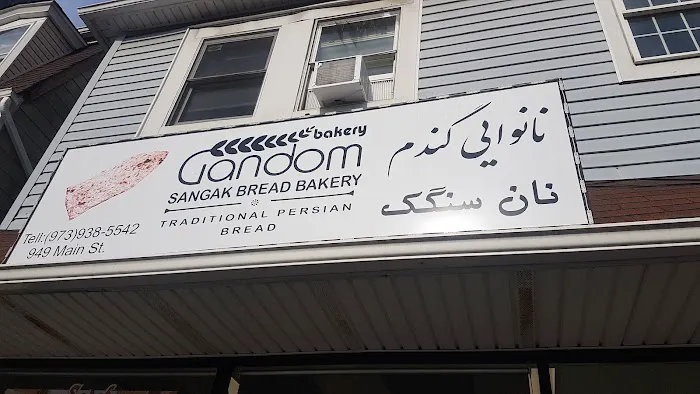 bakery
Gandom
SANGAK BREAD BAKERY
TRADITIONAL PERSIAN
BREAD
Tell:(973)938-5542
949 Main St.
نانوایی گندم
نان سنگک